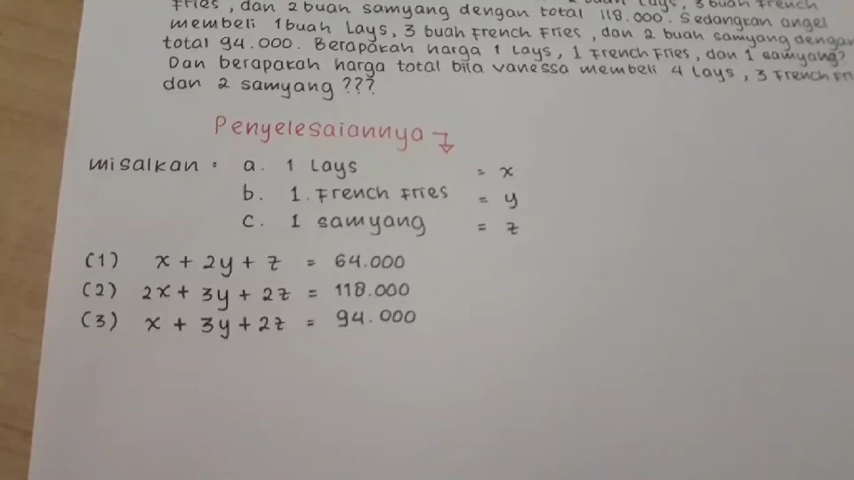 Fries, dan 2 buah samyang dengan total 118.000. Sedangkan angel
membeli 1 buah Lays, 3 buah French Fries, dan 2 buah samyang dengan
total 94.000. Berapakah harga 1 Lays, 1 French Fries, dan 1 samyang?
Dan berapakah harga total bila vanessa membeli 4 Lays, 3 French Fri
dan 2 samyang ???
Penyelesaiannya
misalkan : a. 1 Lays = x
b. 1. French Fries = y
c. 1 samyang = z
(1) x + 2y + z = 64.000
(2) 2x + 3y + 2z = 118.000
(3) x + 3y + 2z = 94.000